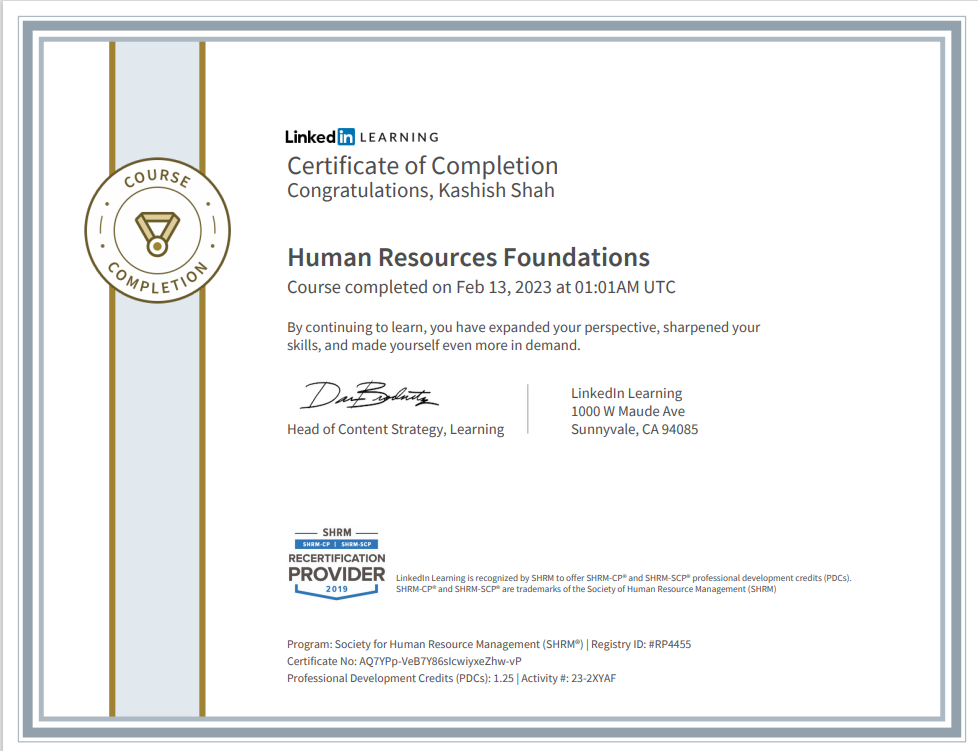 COURSE
COMPLETION
Linked in LEARNING
Certificate of Completion
Congratulations, Kashish Shah
Human Resources Foundations
Course completed on Feb 13, 2023 at 01:01AM UTC
By continuing to learn, you have expanded your perspective, sharpened your
skills, and made yourself even more in demand.
Head of Content Strategy, Learning
LinkedIn Learning
1000 W Maude Ave
Sunnyvale, CA 94085
SHRM
SHRM-CP | SHRM-SCP
RECERTIFICATION
PROVIDER
2019
LinkedIn Learning is recognized by SHRM to offer SHRM-CP® and SHRM-SCP® professional development credits (PDCs).
SHRM-CP® and SHRM-SCP® are trademarks of the Society of Human Resource Management (SHRM)
Program: Society for Human Resource Management (SHRM®) | Registry ID: #RP4455
Certificate No: AQ7YPp-VeB7Y86sIcwiyxeZhw-vP
Professional Development Credits (PDCs): 1.25 | Activity #: 23-2XYAF